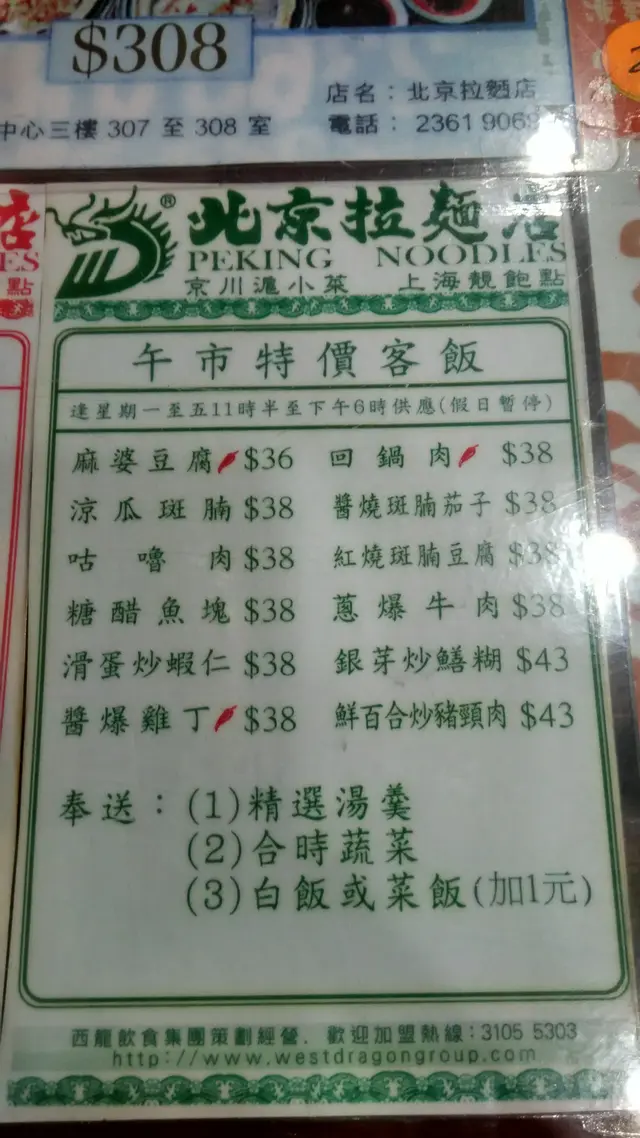 $308
店名：北京拉麵店
中心三樓 307 至 308 室
電話：2361 906
店
ES
點
®
北京拉麵店
PEKING NOODLES
京川滬小菜 上海靚飽點
午市特價客飯
逢星期一至五11時半至下午6時供應(假日暫停)
麻婆豆腐 $36 回鍋肉 $38
涼瓜斑腩 $38 醬燒斑腩茄子 $38
咕嚕肉 $38 紅燒斑腩豆腐 $38
糖醋魚塊 $38 蔥爆牛肉 $38
滑蛋炒蝦仁 $38 銀芽炒鱔糊 $43
醬爆雞丁 $38 鮮百合炒豬頸肉 $43
奉送：(1)精選湯羹
(2)合時蔬菜
(3)白飯或菜飯(加1元)
西龍飲食集團策劃經營．歡迎加盟熱線：3105 5303
http://www.westdragongroup.com